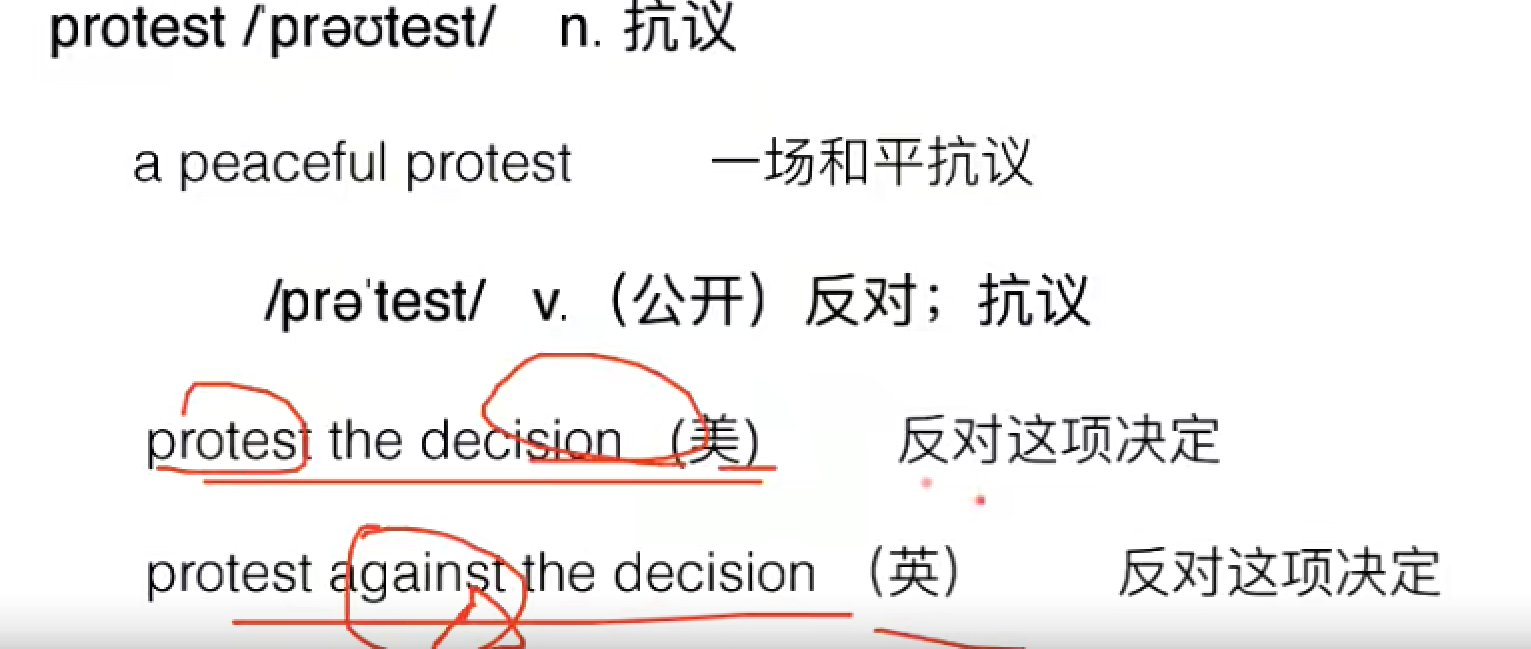 protest /ˈprəʊtest/ n. 抗议
a peaceful protest 一场和平抗议
/prəˈtest/ v.（公开）反对；抗议
protest the decision (美) 反对这项决定
protest against the decision （英） 反对这项决定